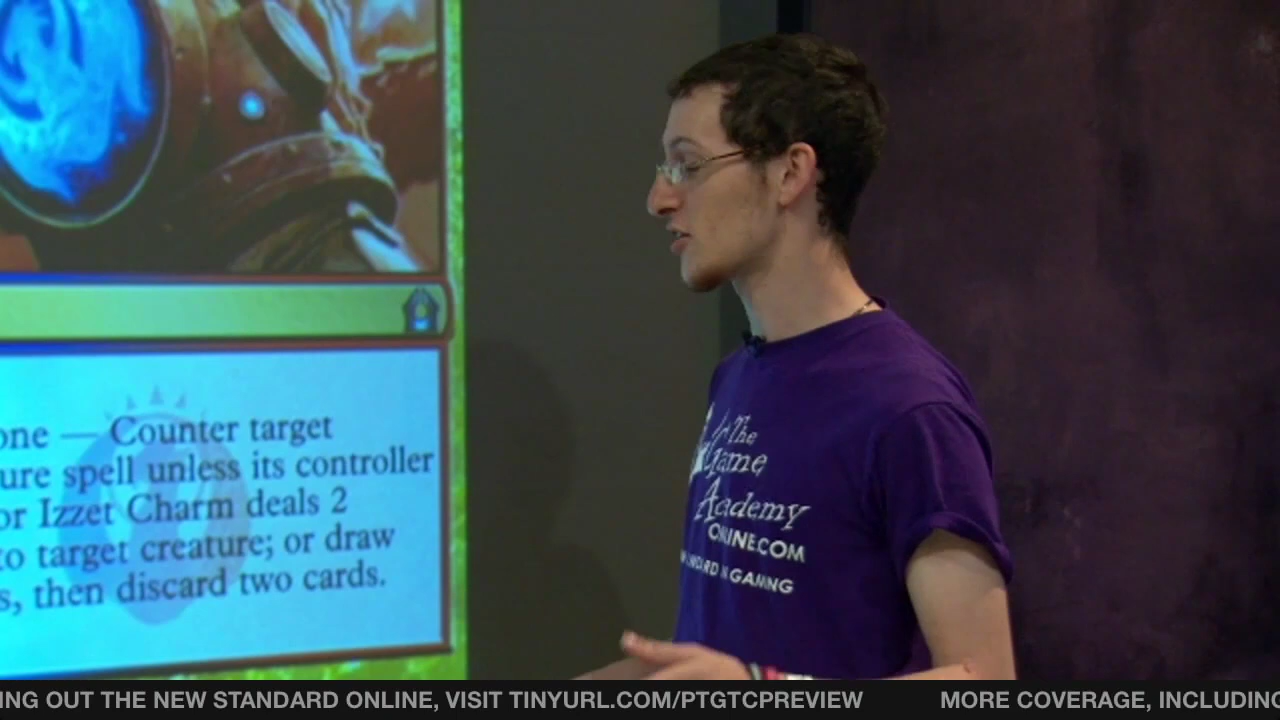 one — Counter target
ure spell unless its controller
or Izzet Charm deals 2
to target creature; or draw
s, then discard two cards.
The
Game
Academy
ONLINE.COM
GAMING
ING OUT THE NEW STANDARD ONLINE, VISIT TINYURL.COM/PTGTCPREVIEW MORE COVERAGE, INCLUDING